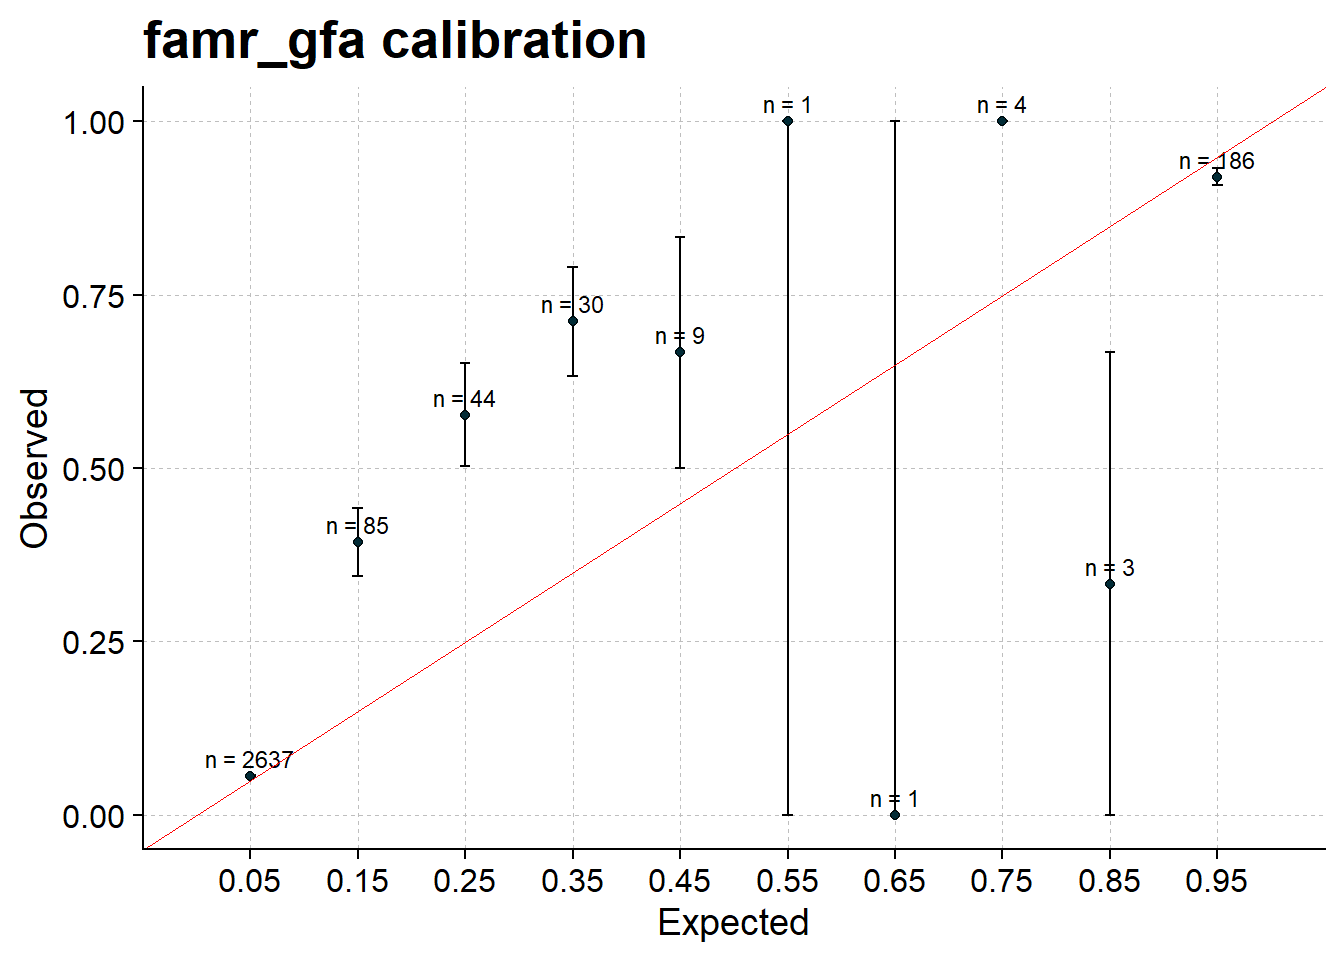 famr_gfa calibration
n = 1
n = 4
1.00
n = 186
n = 30
0.75
n = 9
n = 44
Observed
0.50
n = 85
n = 3
0.25
n = 2637
n = 1
0.00
0.05 0.15 0.25 0.35 0.45 0.55 0.65 0.75 0.85 0.95
Expected